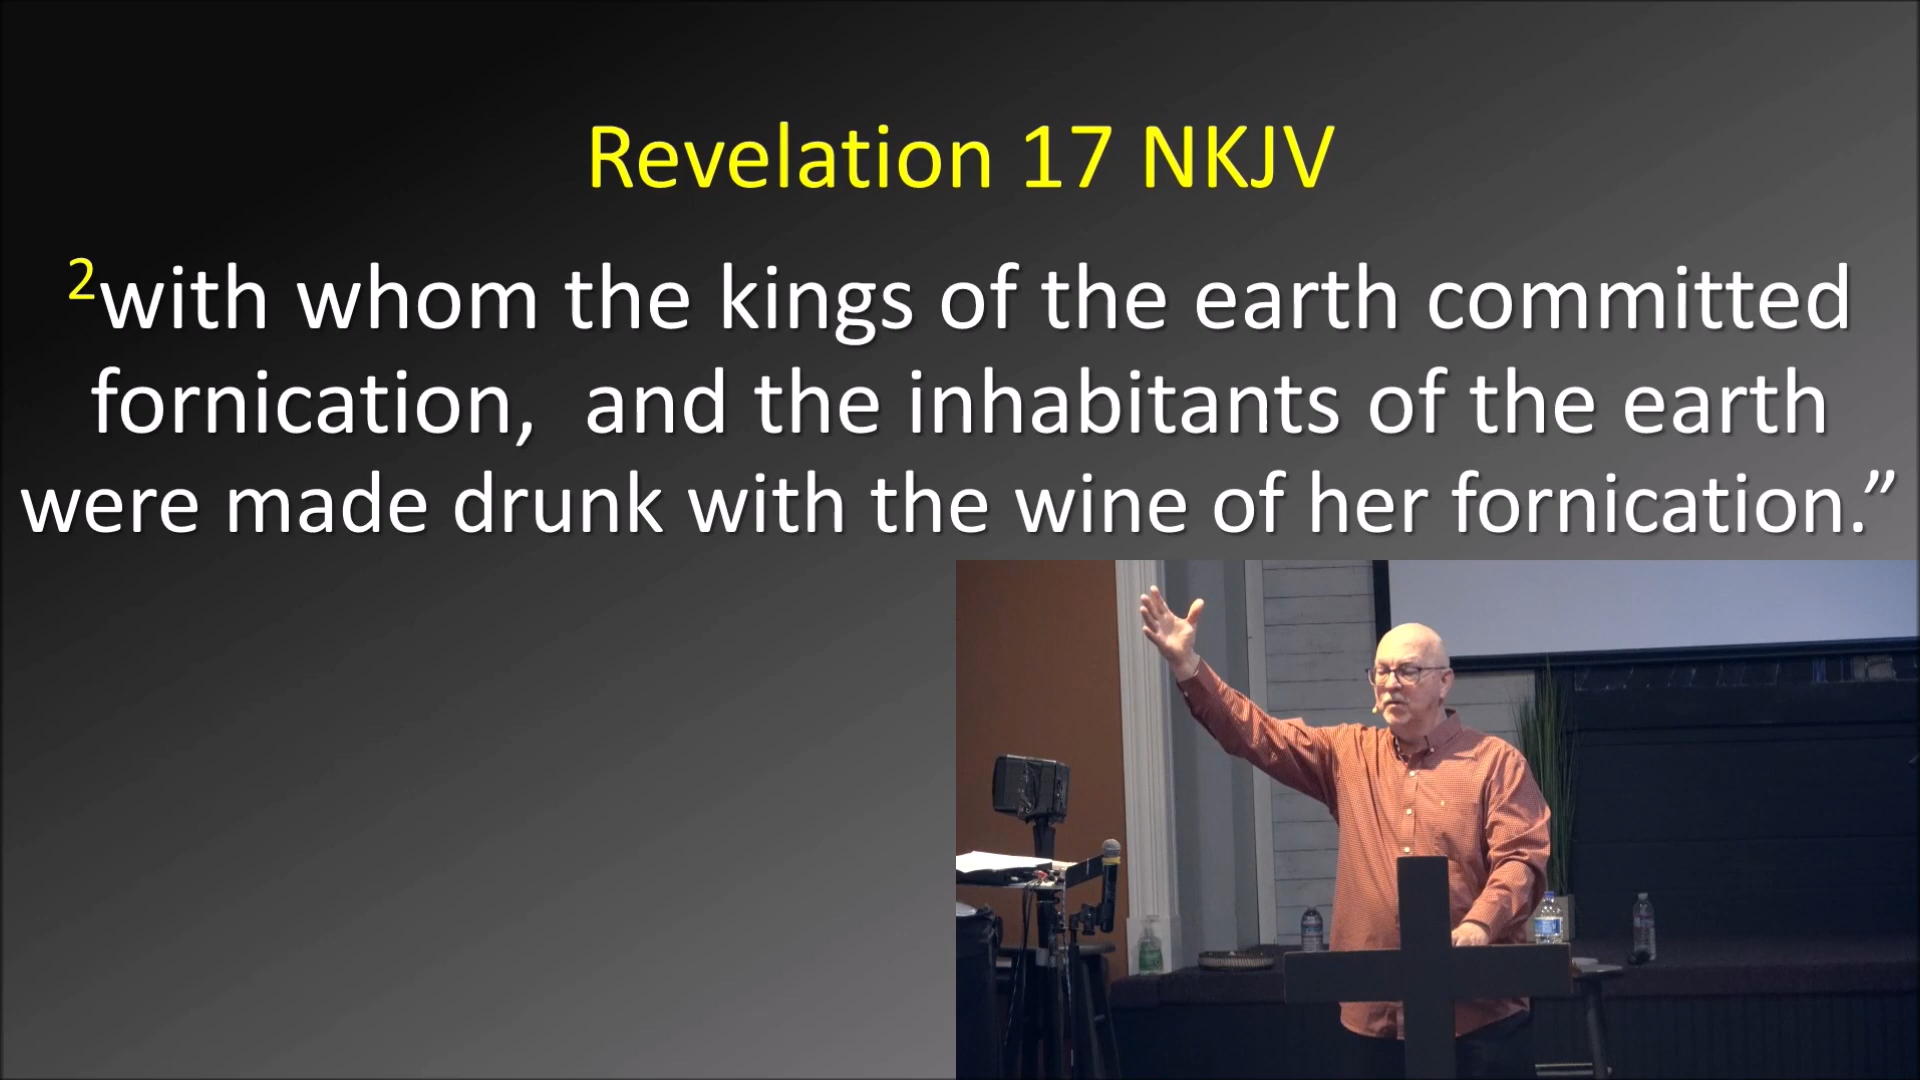 Revelation 17 NKJV
2with whom the kings of the earth committed
fornication, and the inhabitants of the earth
were made drunk with the wine of her fornication.”